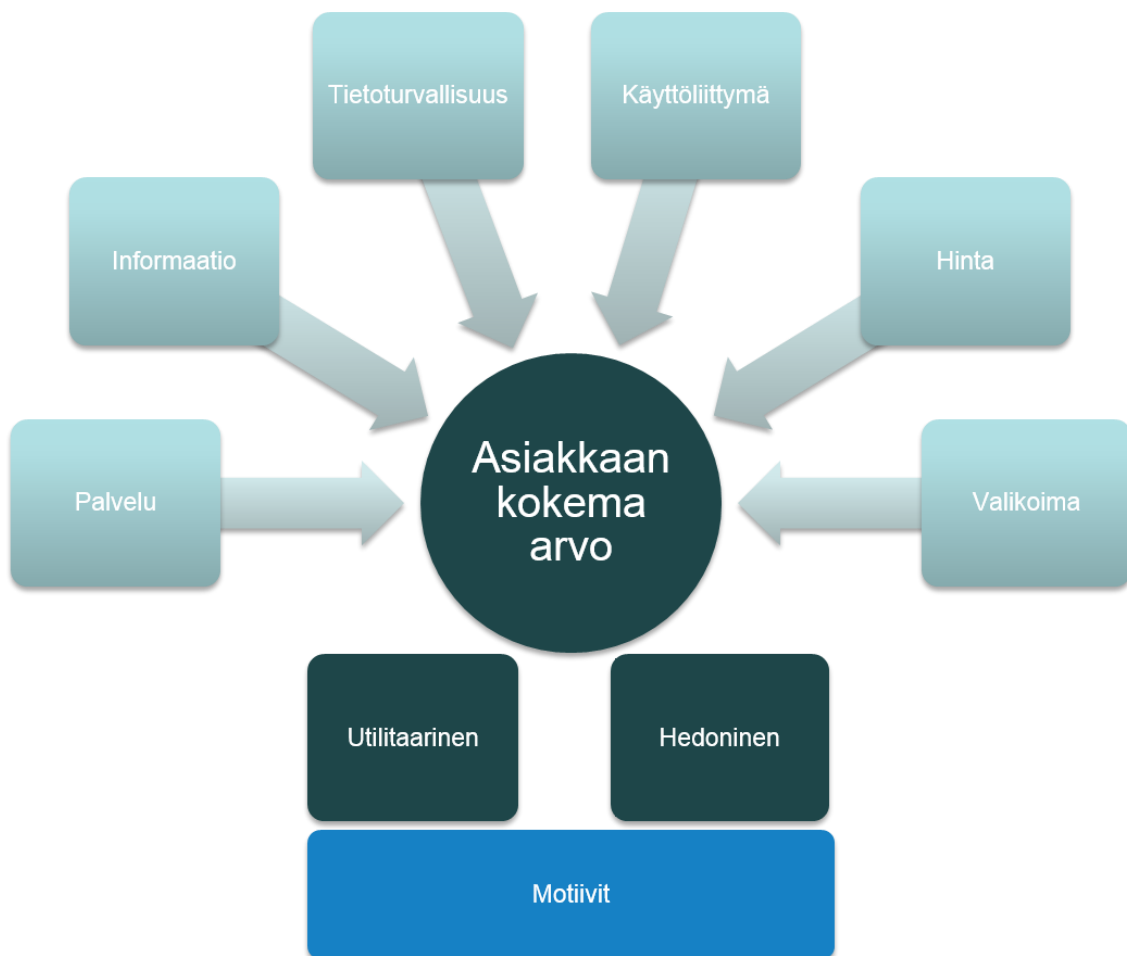 Tietoturvallisuus
Käyttöliittymä
Informaatio
Hinta
Palvelu
Asiakkaan
kokema
arvo
Valikoima
Utilitaarinen
Hedoninen
Motiivit